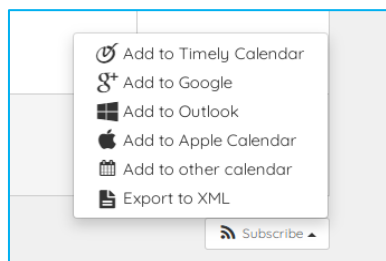 Add to Timely Calendar
Add to Google
Add to Outlook
Add to Apple Calendar
Add to other calendar
Export to XML
Subscribe